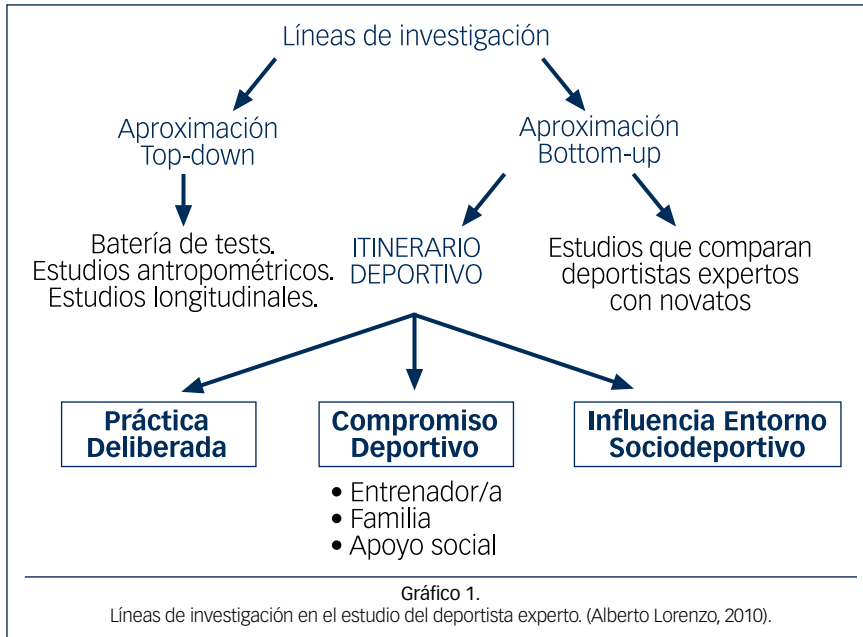 Líneas de investigación
Aproximación
Top-down
Aproximación
Bottom-up
Batería de tests.
Estudios antropométricos.
Estudios longitudinales.
ITINERARIO
DEPORTIVO
Estudios que comparan
deportistas expertos
con novatos
Práctica
Deliberada
Compromiso
Deportivo
Influencia Entorno
Sociodeportivo
• Entrenador/a
• Familia
• Apoyo social
Gráfico 1.
Líneas de investigación en el estudio del deportista experto. (Alberto Lorenzo, 2010).